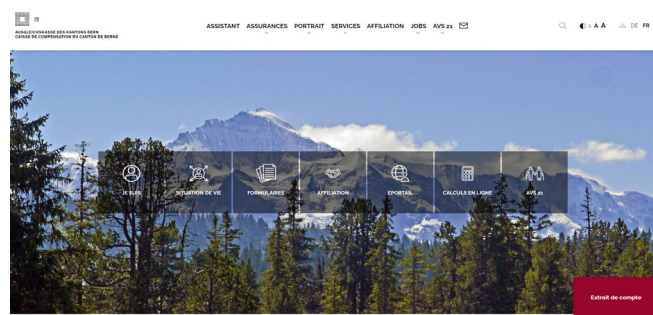 AUSGLEICHSKASSE DES KANTONS BERN
CAISSE DE COMPENSATION DU CANTON DE BERNE
ASSISTANT ASSURANCES PORTRAIT SERVICES AFFILIATION JOBS AVS 21
A A A DE FR
JE SUIS SITUATION DE VIE FORMULAIRES AFFILIATION EPORTAIL CALCULS EN LIGNE AVS 21
Extrait de compte